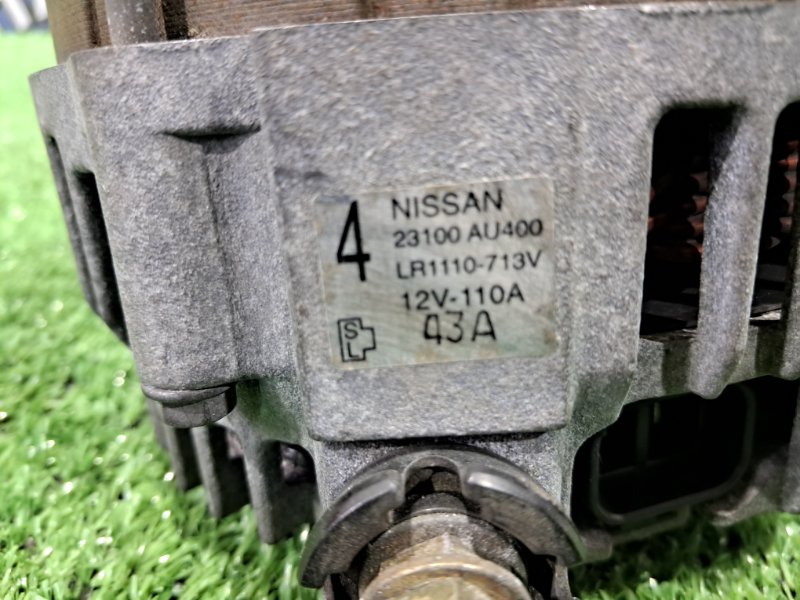 4
NISSAN
23100 AU400
LR1110-713V
12V-110A
43A
S
L